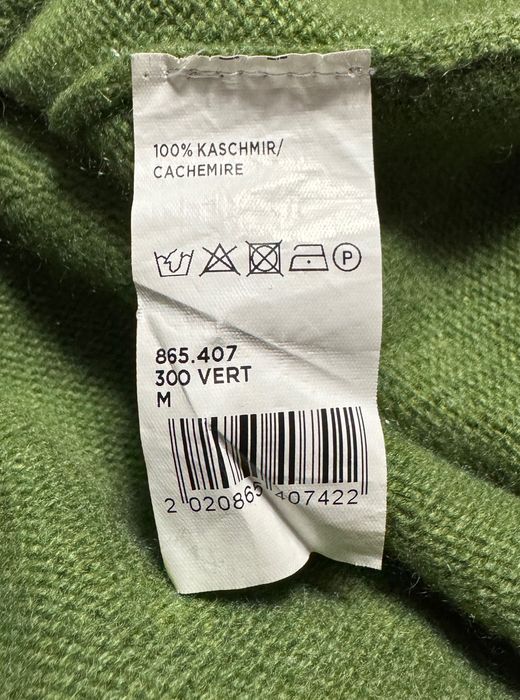 100% KASCHMIR/
CACHEMIRE
P
865.407
300 VERT
M
2 020865 407422